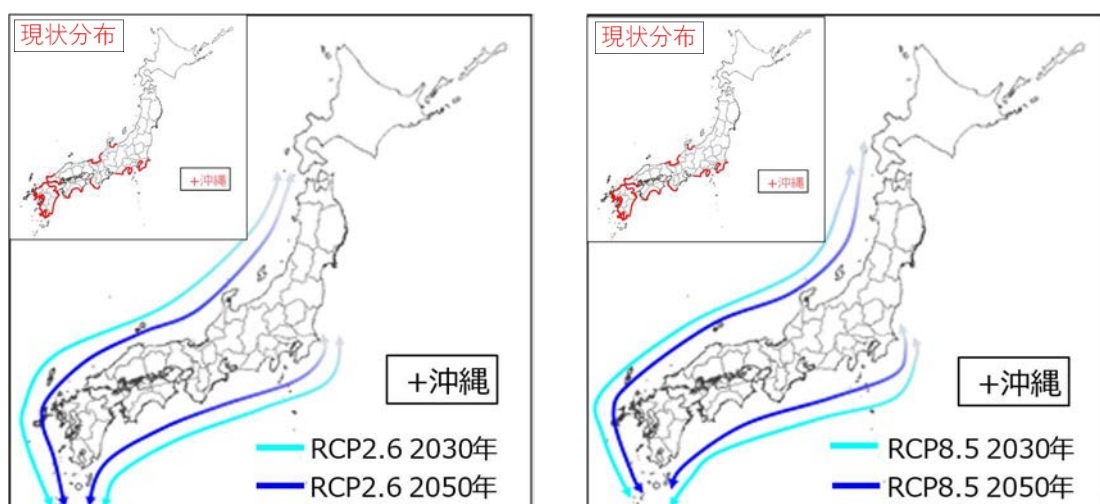 現状分布
+沖縄
+沖縄
RCP2.6 2030年
RCP2.6 2050年
現状分布
+沖縄
+沖縄
RCP8.5 2030年
RCP8.5 2050年